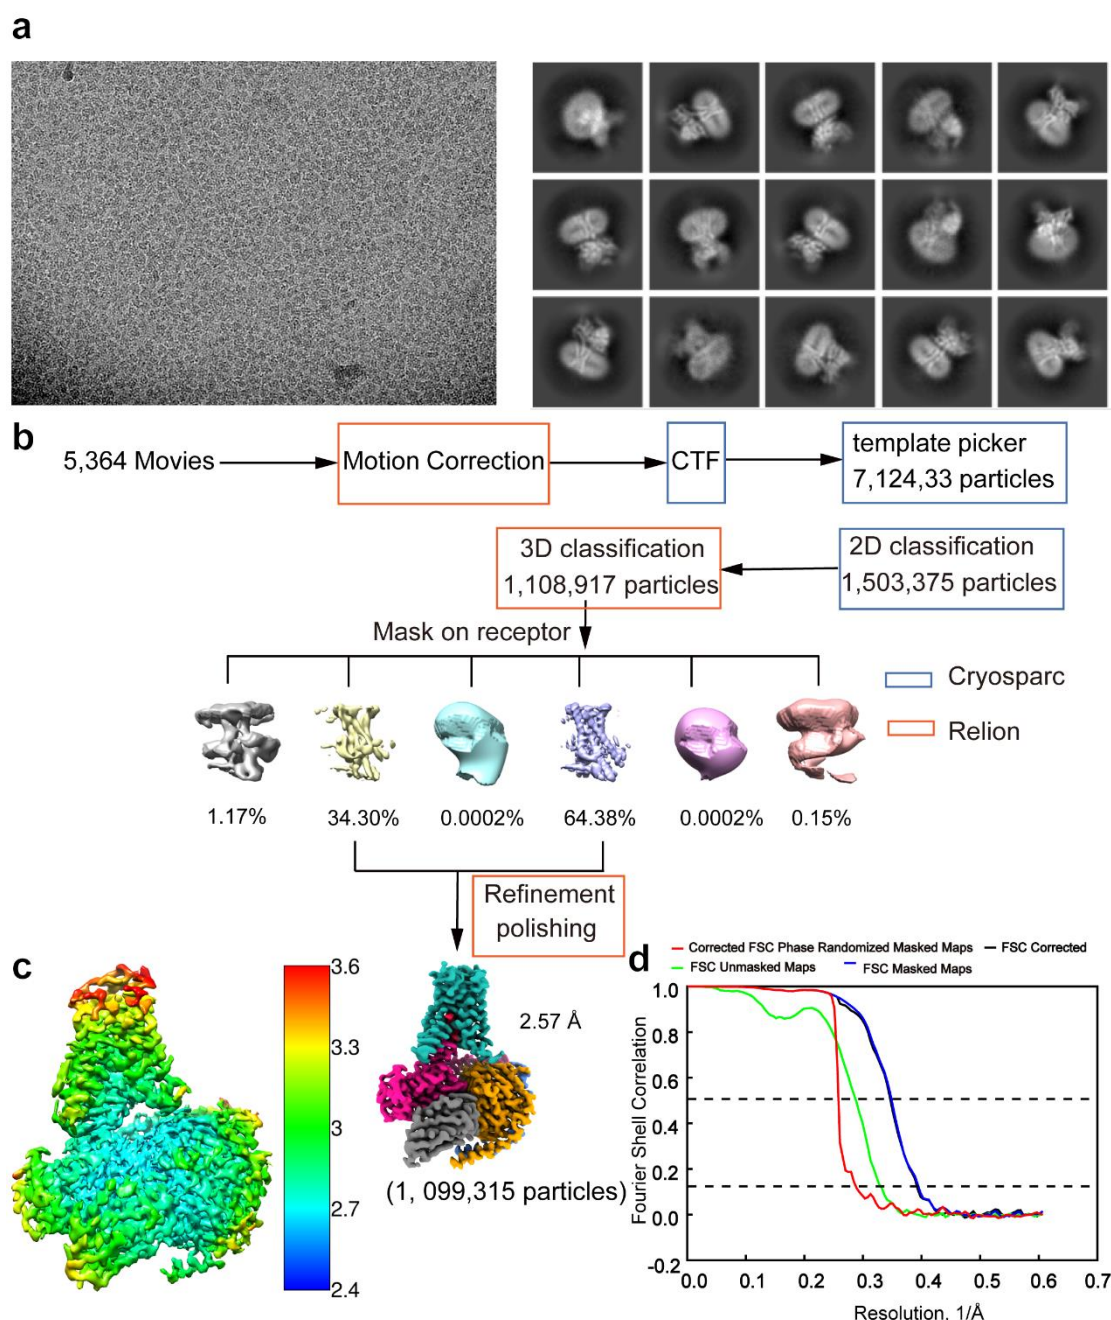 a
b
5,364 Movies
Motion Correction
CTF
template picker
7,124,33 particles
3D classification
1,108,917 particles
2D classification
1,503,375 particles
Mask on receptor
Cryosparc
Relion
1.17%
34.30%
0.0002%
64.38%
0.0002%
0.15%
Refinement
polishing
2.57 Å
(1, 099,315 particles)
c
3.6
3.3
3
2.7
2.4
d
Corrected FSC Phase Randomized Masked Maps
FSC Corrected
FSC Unmasked Maps
FSC Masked Maps
Fourier Shell Correlation
1.0
0.8
0.6
0.4
0.2
0.0
-0.2
0.0
0.1
0.2
0.3
0.4
0.5
0.6
0.7
Resolution, 1/Å